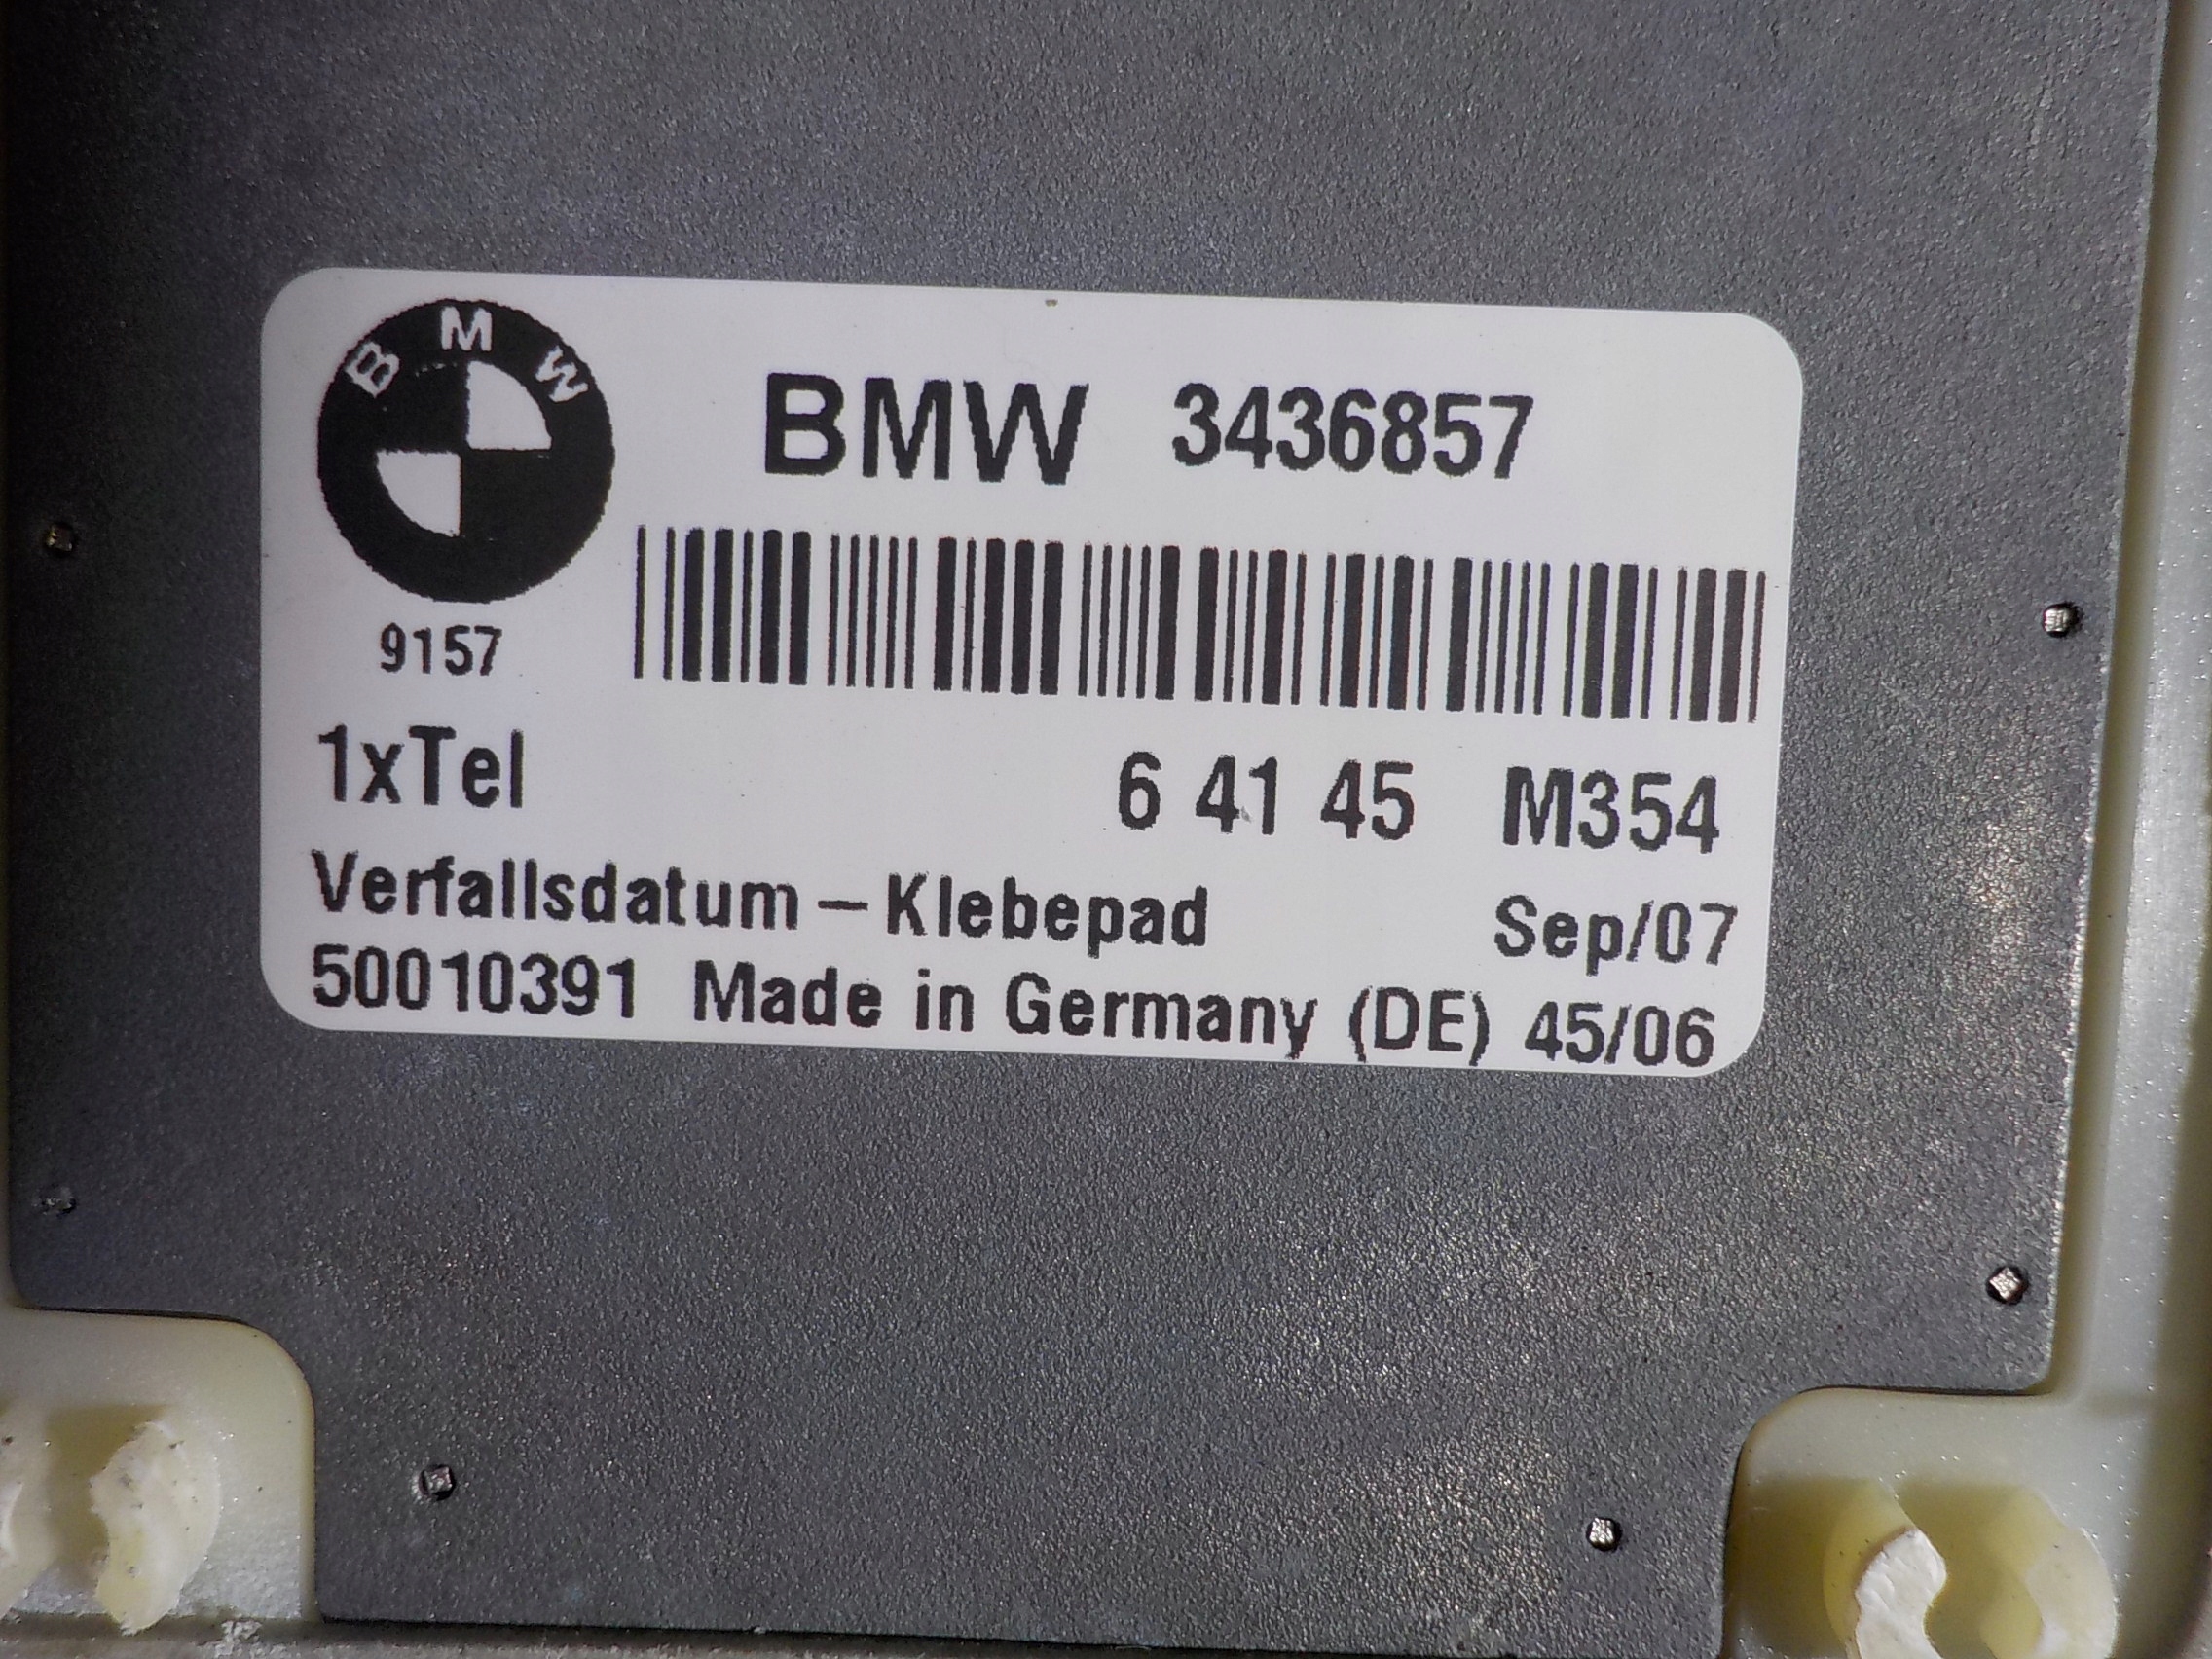 B M W
BMW 3436857
9157
1xTel 6 41 45 M354
Verfallsdatum – Klebepad Sep/07
50010391 Made in Germany (DE) 45/06